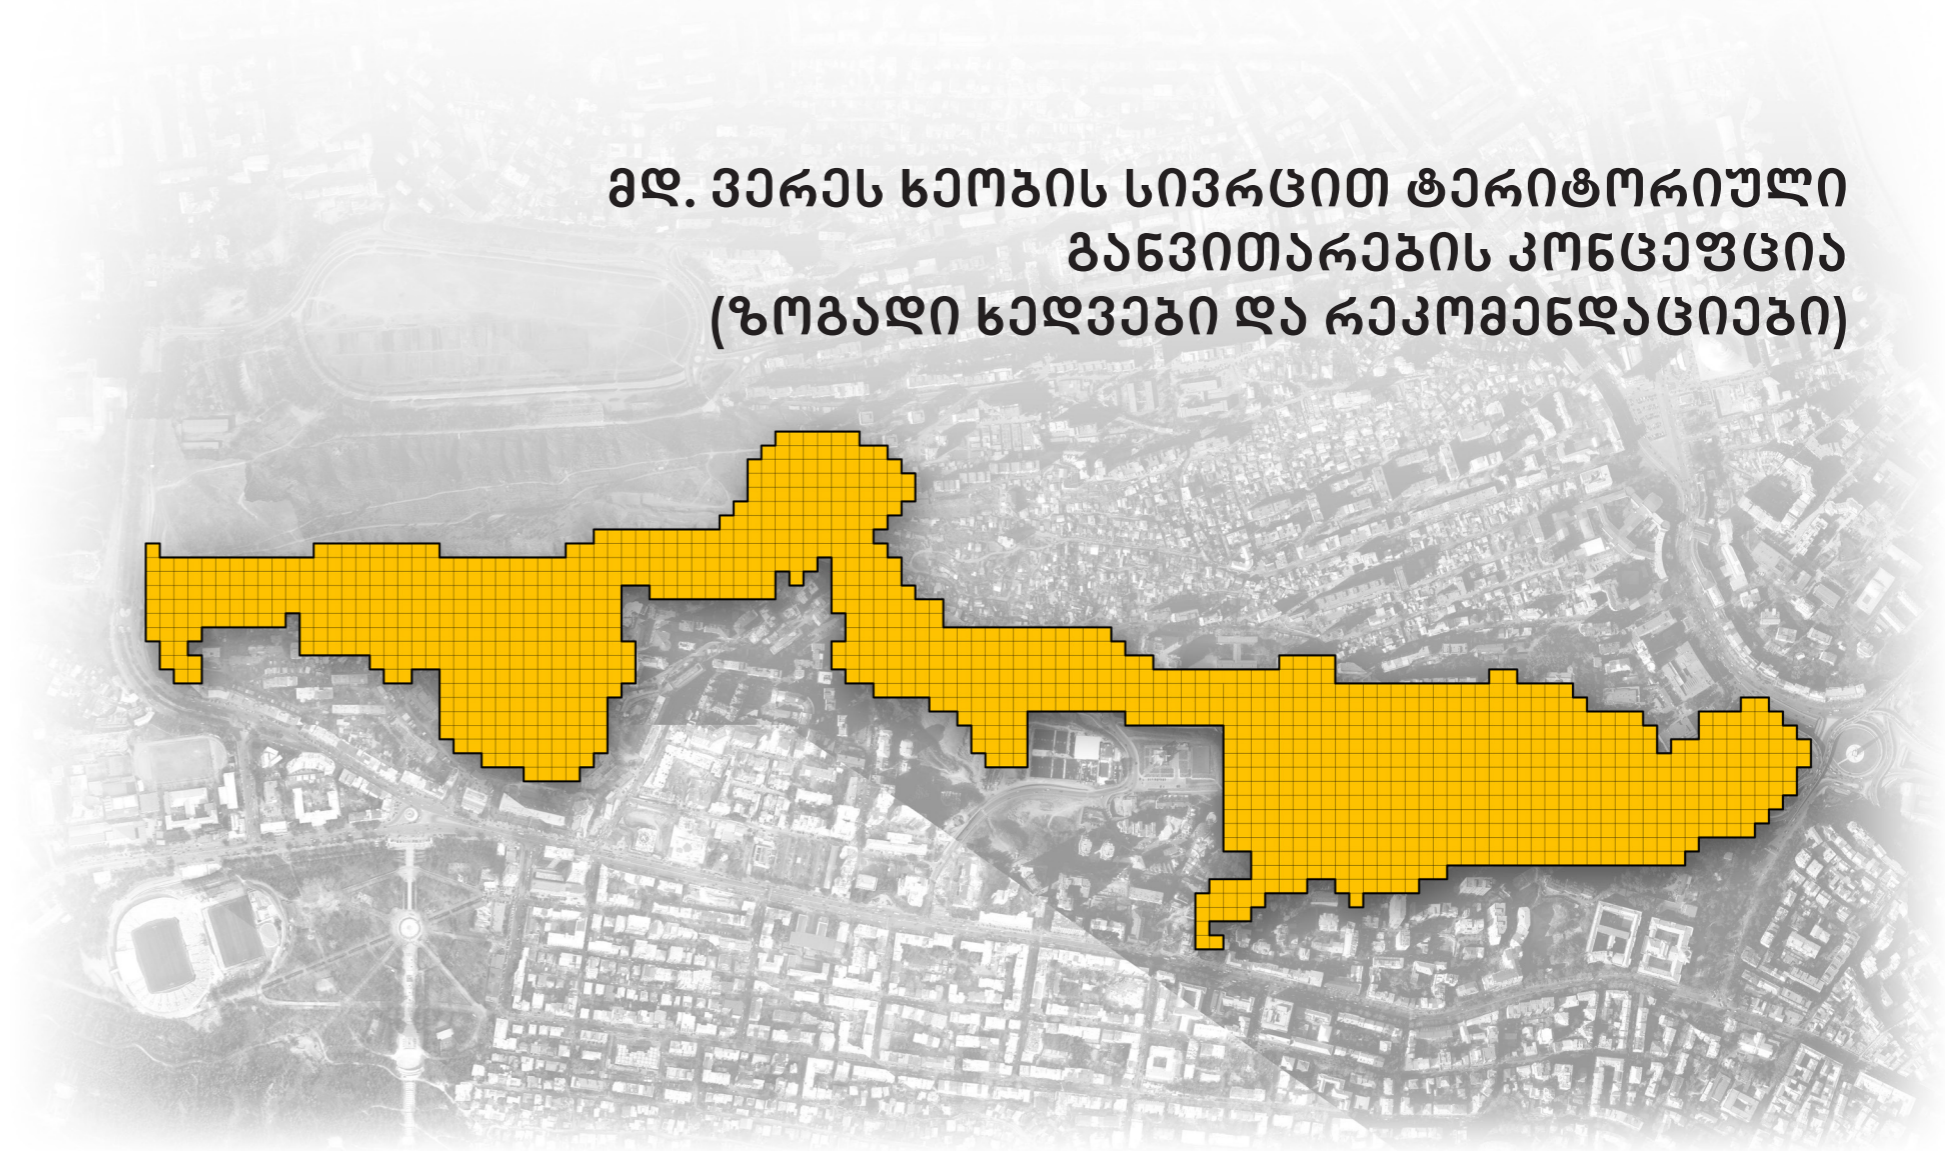 მდ. ვერეს ხეობის სივრცით ტერიტორიული
განვითარების კონცეფცია
(ზოგადი ხედვები და რეკომენდაციები)